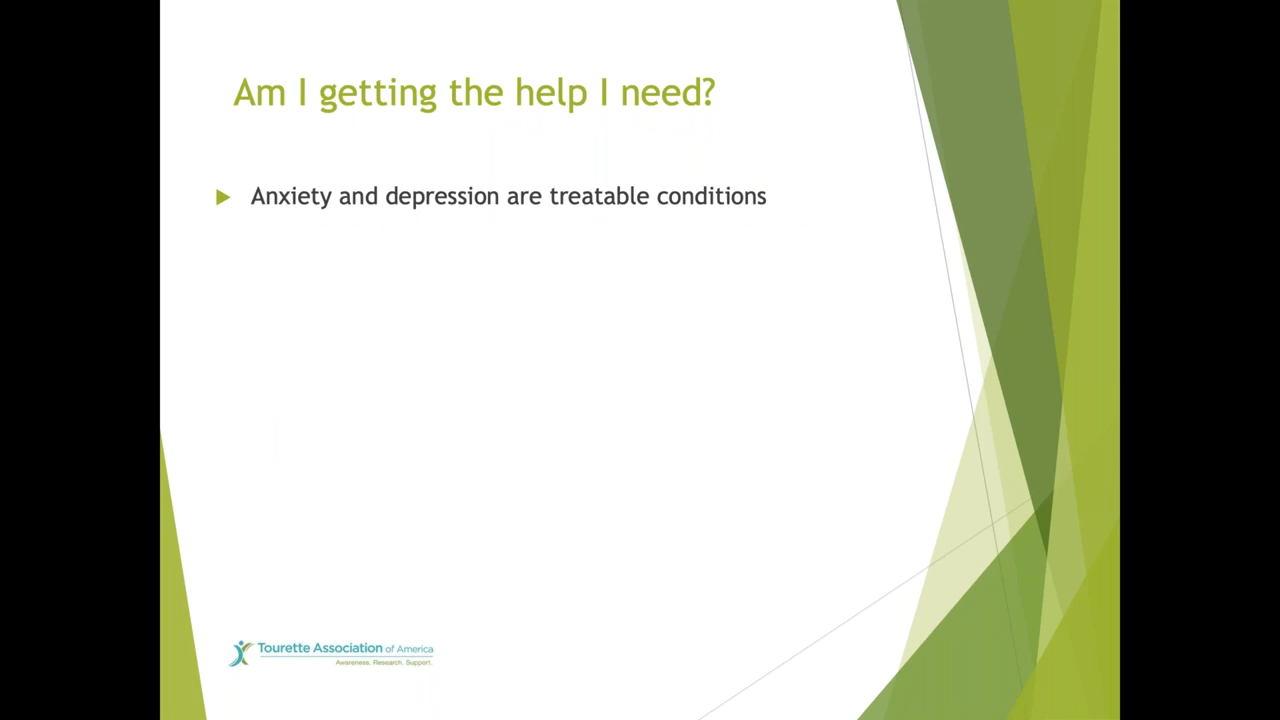 Am I getting the help I need?
Anxiety and depression are treatable conditions
Tourette Association of America
Awareness. Research. Support.